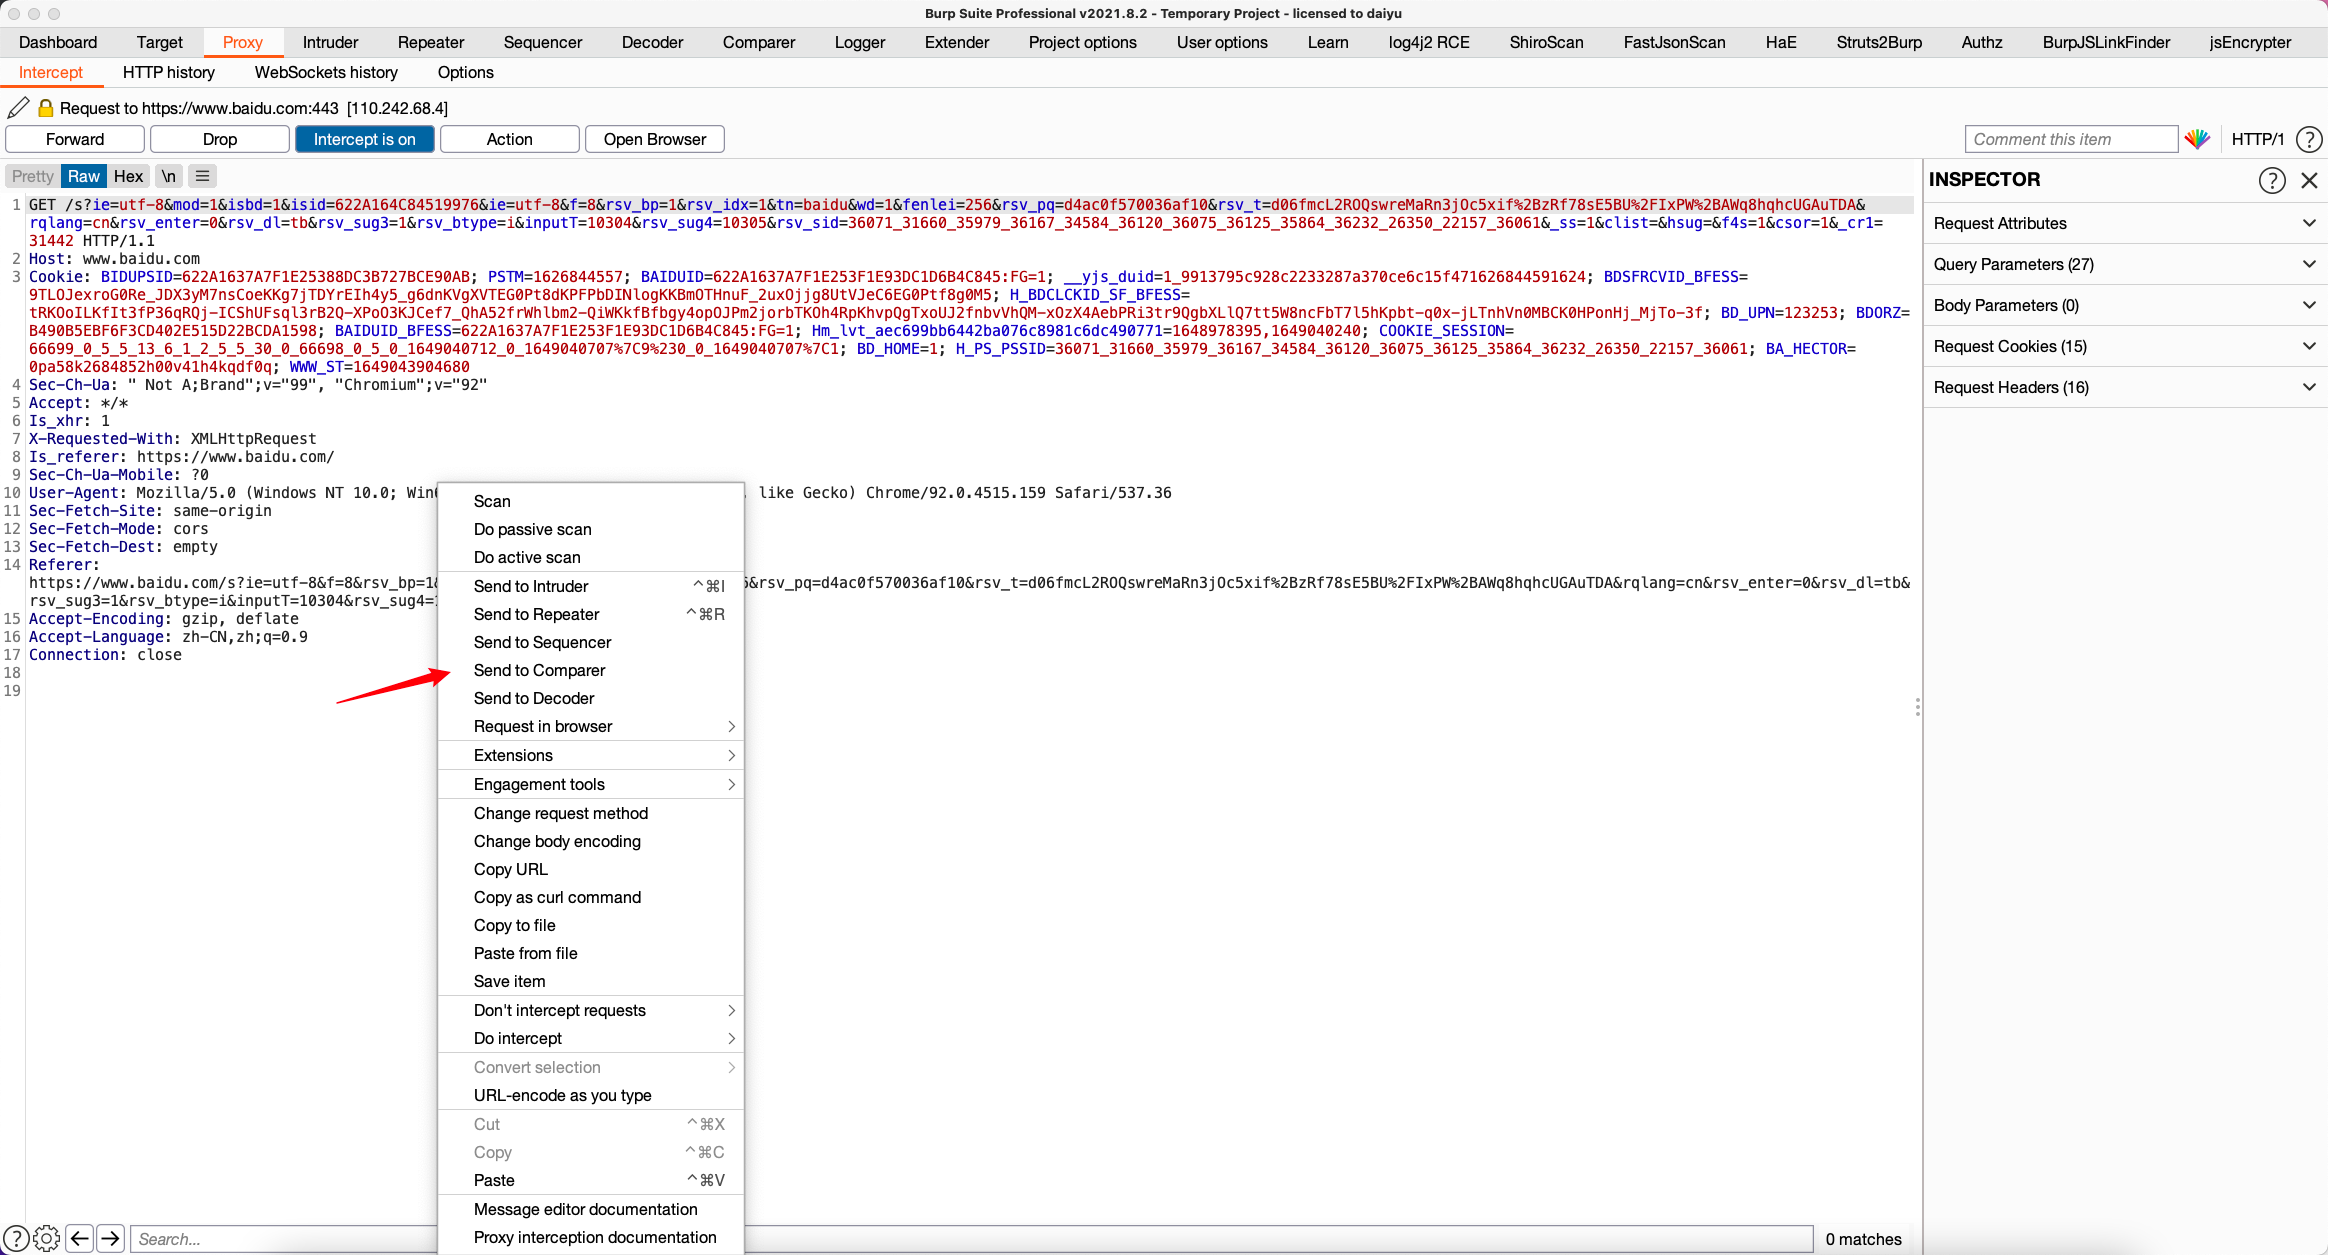 Burp Suite Professional v2021.8.2 - Temporary Project - licensed to daiyu
Dashboard Target Proxy Intruder Repeater Sequencer Decoder Comparer Logger Extender Project options User options Learn log4j2 RCE ShiroScan FastJsonScan HaE Struts2Burp Authz BurpJSLinkFinder jsEncrypter
Intercept HTTP history WebSockets history Options
Request to https://www.baidu.com:443 [110.242.68.4]
Forward Drop Intercept is on Action Open Browser Comment this item HTTP/1 ?
Pretty Raw Hex \n
INSPECTOR ?
1 GET /s?ie=utf-8&mod=1&isbd=1&isid=622A164C84519976&ie=utf-8&f=8&rsv_bp=1&rsv_idx=1&tn=baidu&wd=1&fenlei=256&rsv_pq=d4ac0f570036af10&rsv_t=d06fmcL2ROQswreMaRn3jOc5xif%2BzRf78sE5BU%2FIxPW%2BAWq8hqhcUGAuTDA&
rqlang=cn&rsv_enter=0&rsv_dl=tb&rsv_sug3=1&rsv_btype=i&inputT=10304&rsv_sug4=10305&rsv_sid=36071_31660_35979_36167_34584_36120_36075_36125_35864_36232_26350_22157_36061&_ss=1&clist=&hsug=&f4s=1&csor=1&_cr1=
31442 HTTP/1.1
2 Host: www.baidu.com
3 Cookie: BIDUPSID=622A1637A7F1E25388DC3B727BCE90AB; PSTM=1626844557; BAIDUID=622A1637A7F1E253F1E93DC1D6B4C845:FG=1; __yjs_duid=1_9913795c928c2233287a370ce6c15f471626844591624; BDSFRCVID_BFESS=
9TLOJexroG0Re_JDX3yM7nsCoeKKg7jTDYrEIh4y5_g6dnKVgXVTEG0Pt8dKPFPbDINlogKKBmOTHnuF_2uxOjjg8UtVJeC6EG0Ptf8g0M5; H_BDCLCKID_SF_BFESS=
tRKOoILKfIt3fP36qRQj-ICShUFsql3rB2Q-XPoO3KJCef7_QhA52frWhlbm2-QiWKkfBfbgy4opOJPm2jorbTKOh4RpKhvpQgTxoUJ2fnbvVhQM-xOzX4AebPRi3tr9QgbXLlQ7tt5W8ncFbT7l5hKpbt-q0x-jLTnhVn0MBCK0HPonHj_MjTo-3f; BD_UPN=123253; BDORZ=
B490B5EBF6F3CD402E515D22BCDA1598; BAIDUID_BFESS=622A1637A7F1E253F1E93DC1D6B4C845:FG=1; Hm_lvt_aec699bb6442ba076c8981c6dc490771=1648978395,1649040240; COOKIE_SESSION=
66699_0_5_5_13_6_1_2_5_5_30_0_66698_0_5_0_1649040712_0_1649040707%7C9%230_0_1649040707%7C1; BD_HOME=1; H_PS_PSSID=36071_31660_35979_36167_34584_36120_36075_36125_35864_36232_26350_22157_36061; BA_HECTOR=
0pa58k2684852h00v41h4kqdf0q; WWW_ST=1649043904680
4 Sec-Ch-Ua: " Not A;Brand";v="99", "Chromium";v="92"
5 Accept: */*
6 Is_xhr: 1
7 X-Requested-With: XMLHttpRequest
8 Is_referer: https://www.baidu.com/
9 Sec-Ch-Ua-Mobile: ?0
10 User-Agent: Mozilla/5.0 (Windows NT 10.0; Win , like Gecko) Chrome/92.0.4515.159 Safari/537.36
11 Sec-Fetch-Site: same-origin
12 Sec-Fetch-Mode: cors
13 Sec-Fetch-Dest: empty
14 Referer:
https://www.baidu.com/s?ie=utf-8&f=8&rsv_bp=1 &rsv_pq=d4ac0f570036af10&rsv_t=d06fmcL2ROQswreMaRn3jOc5xif%2BzRf78sE5BU%2FIxPW%2BAWq8hqhcUGAuTDA&rqlang=cn&rsv_enter=0&rsv_dl=tb&
rsv_sug3=1&rsv_btype=i&inputT=10304&rsv_sug4=
15 Accept-Encoding: gzip, deflate
16 Accept-Language: zh-CN,zh;q=0.9
17 Connection: close
18
19
Request Attributes
Query Parameters (27)
Body Parameters (0)
Request Cookies (15)
Request Headers (16)
Scan
Do passive scan
Do active scan
Send to Intruder ^⌘I
Send to Repeater ^⌘R
Send to Sequencer
Send to Comparer
Send to Decoder
Request in browser
Extensions
Engagement tools
Change request method
Change body encoding
Copy URL
Copy as curl command
Copy to file
Paste from file
Save item
Don't intercept requests
Do intercept
Convert selection
URL-encode as you type
Cut ^⌘X
Copy ^⌘C
Paste ^⌘V
Message editor documentation
Proxy interception documentation
? Search... 0 matches